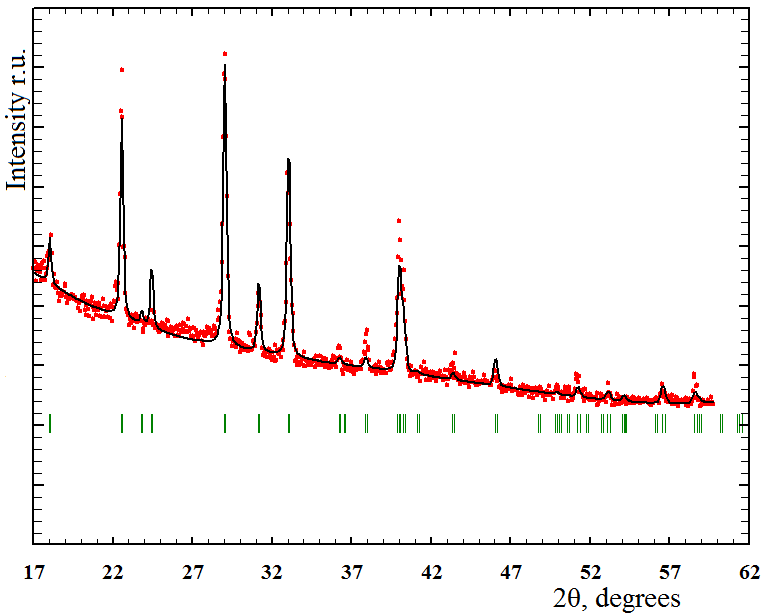 Intensity r.u.
17 22 27 32 37 42 47 52 57 62
2θ, degrees